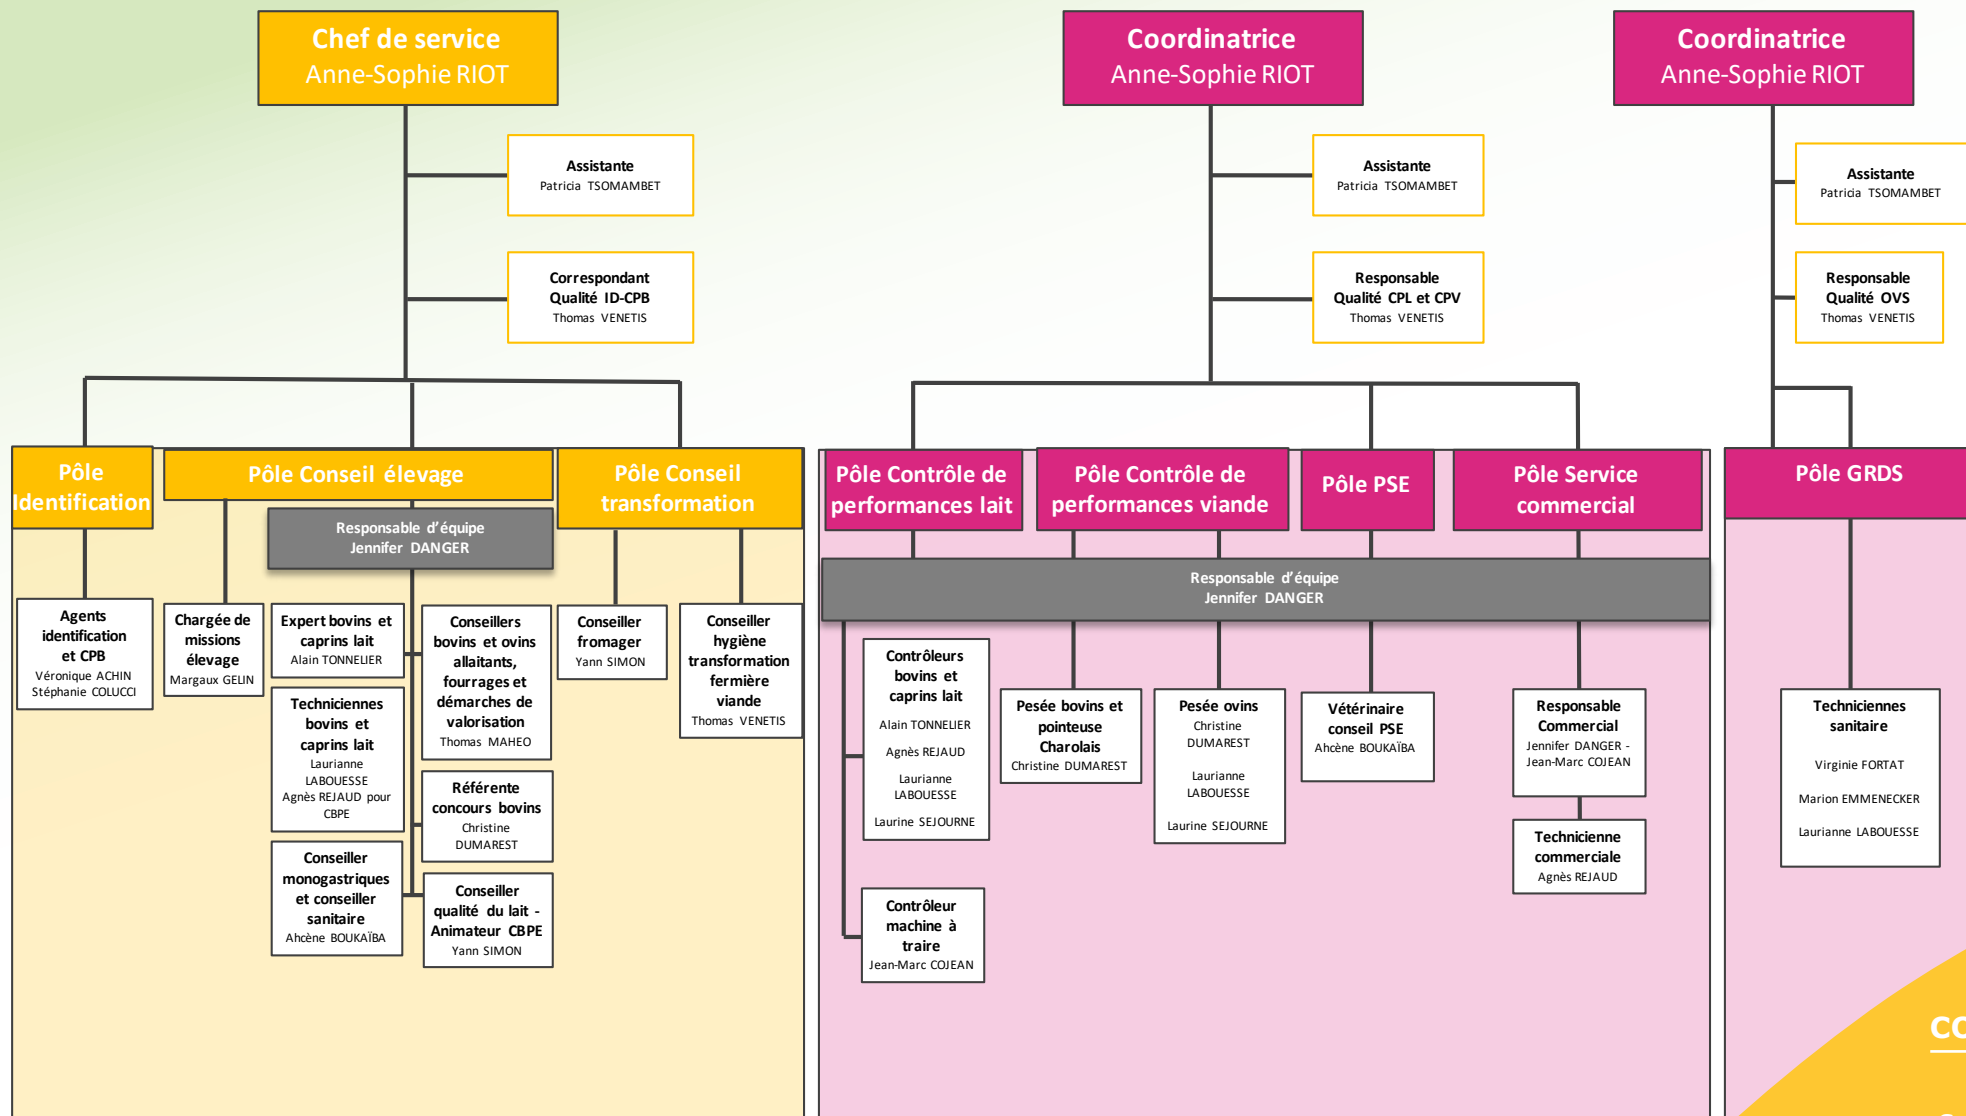 Chef de service
Anne-Sophie RIOT
Coordinatrice
Anne-Sophie RIOT
Coordinatrice
Anne-Sophie RIOT
Assistante
Patricia TSOMAMBET
Assistante
Patricia TSOMAMBET
Assistante
Patricia TSOMAMBET
Correspondant
Qualité ID-CPB
Thomas VENETIS
Responsable
Qualité CPL et CPV
Thomas VENETIS
Responsable
Qualité OVS
Thomas VENETIS
Pôle
Identification
Pôle Conseil élevage
Pôle Conseil
transformation
Pôle Contrôle de
performances lait
Pôle Contrôle de
performances viande
Pôle PSE
Pôle Service
commercial
Pôle GRDS
Responsable d'équipe
Jennifer DANGER
Responsable d'équipe
Jennifer DANGER
Agents
identification
et CPB
Véronique ACHIN
Stéphanie COLUCCI
Chargée de
missions
élevage
Margaux GELIN
Expert bovins et
caprins lait
Alain TONNELIER
Techniciennes
bovins et
caprins lait
Laurianne
LABOUESSE
Agnès REJAUD pour
CBPE
Conseiller
monogastriques
et conseiller
sanitaire
Ahcène BOUKAÏBA
Conseillers
bovins et ovins
allaitants,
fourrages et
démarches de
valorisation
Thomas MAHEO
Référente
concours bovins
Christine
DUMAREST
Conseiller
qualité du lait -
Animateur CBPE
Yann SIMON
Conseiller
fromager
Yann SIMON
Conseiller
hygiène
transformation
fermière
viande
Thomas VENETIS
Contrôleurs
bovins et
caprins lait
Alain TONNELIER
Agnès REJAUD
Laurianne
LABOUESSE
Laurine SEJOURNE
Contrôleur
machine à
traire
Jean-Marc COJEAN
Pesée bovins et
pointeuse
Charolais
Christine DUMAREST
Pesée ovins
Christine
DUMAREST
Laurianne
LABOUESSE
Laurine SEJOURNE
Vétérinaire
conseil PSE
Ahcène BOUKAÏBA
Responsable
Commercial
Jennifer DANGER -
Jean-Marc COJEAN
Technicienne
commerciale
Agnès REJAUD
Techniciennes
sanitaire
Virginie FORTAT
Marion EMMENECKER
Laurianne LABOUESSE